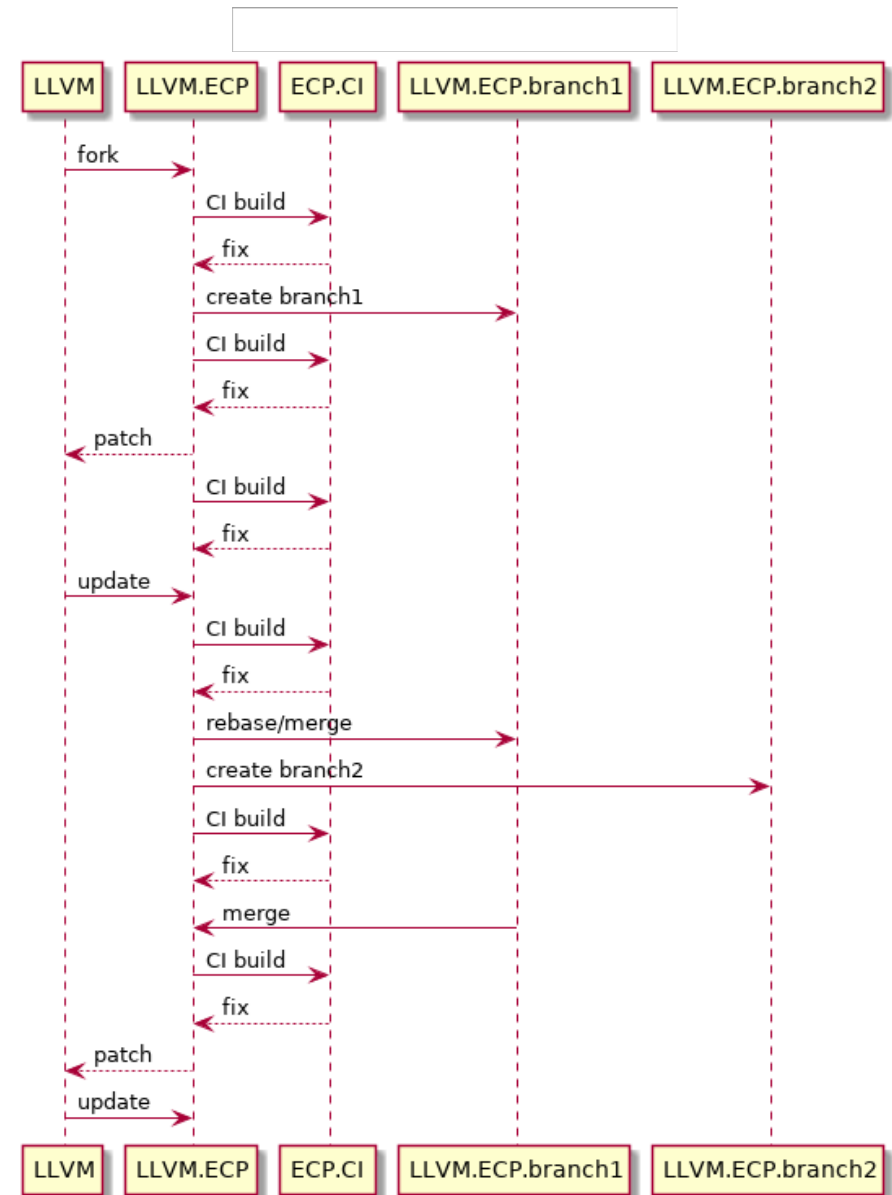 LLVM LLVM.ECP ECP.CI LLVM.ECP.branch1 LLVM.ECP.branch2
fork
CI build
fix
create branch1
CI build
fix
patch
CI build
fix
update
CI build
fix
rebase/merge
create branch2
CI build
fix
merge
CI build
fix
patch
update
LLVM LLVM.ECP ECP.CI LLVM.ECP.branch1 LLVM.ECP.branch2